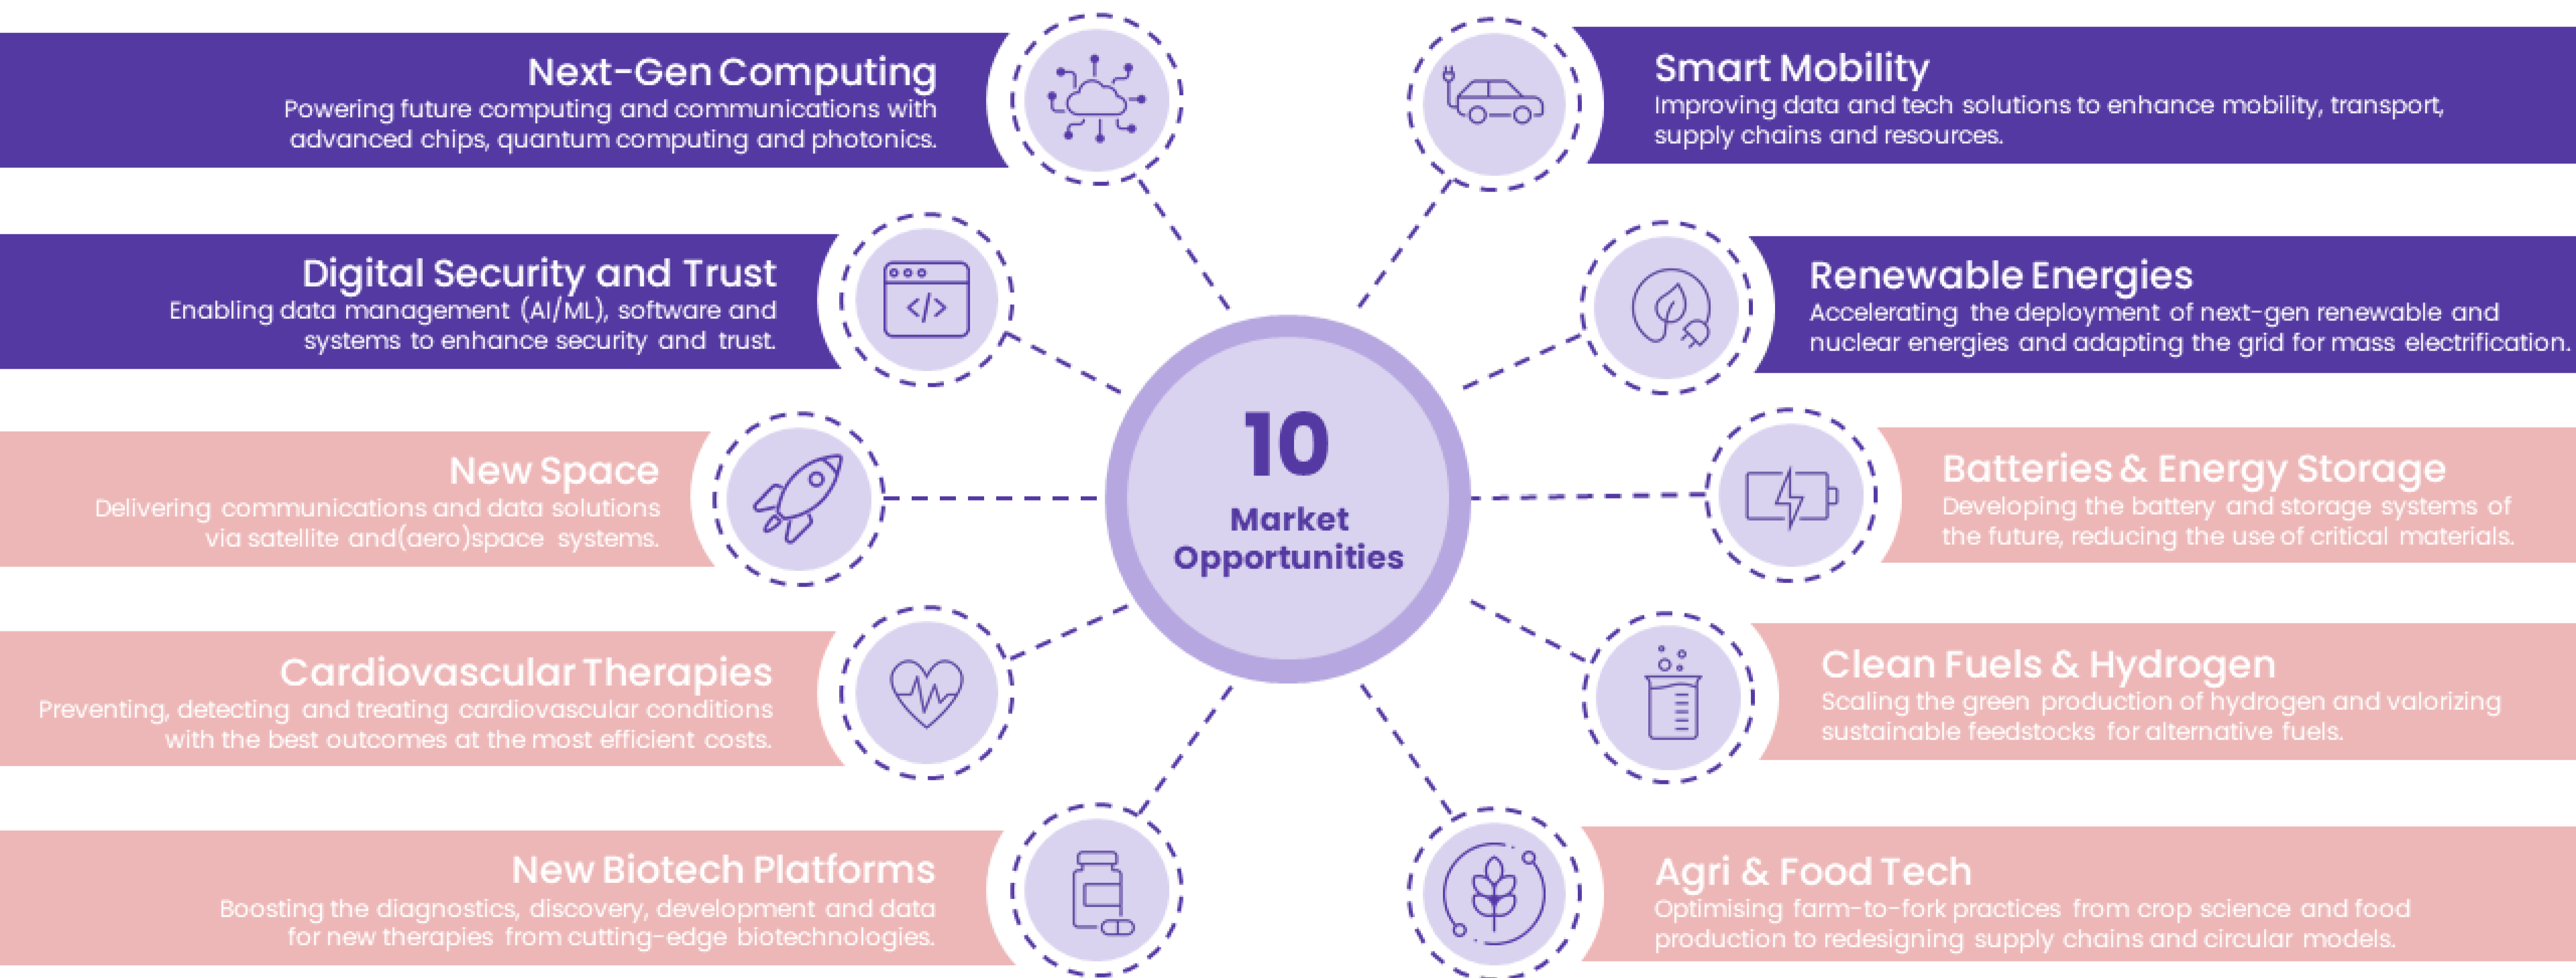 Next-Gen Computing
Powering future computing and communications with
advanced chips, quantum computing and photonics.
Digital Security and Trust
Enabling data management (AI/ML), software and
systems to enhance security and trust.
</>
New Space
Delivering communications and data solutions
via satellite and(aero)space systems.
Cardiovascular Therapies
Preventing, detecting and treating cardiovascular conditions
with the best outcomes at the most efficient costs.
New Biotech Platforms
Boosting the diagnostics, discovery, development and data
for new therapies from cutting-edge biotechnologies.
10
Market
Opportunities
Smart Mobility
Improving data and tech solutions to enhance mobility, transport,
supply chains and resources.
Renewable Energies
Accelerating the deployment of next-gen renewable and
nuclear energies and adapting the grid for mass electrification.
Batteries & Energy Storage
Developing the battery and storage systems of
the future, reducing the use of critical materials.
Clean Fuels & Hydrogen
Scaling the green production of hydrogen and valorizing
sustainable feedstocks for alternative fuels.
Agri & Food Tech
Optimising farm-to-fork practices from crop science and food
production to redesigning supply chains and circular models.